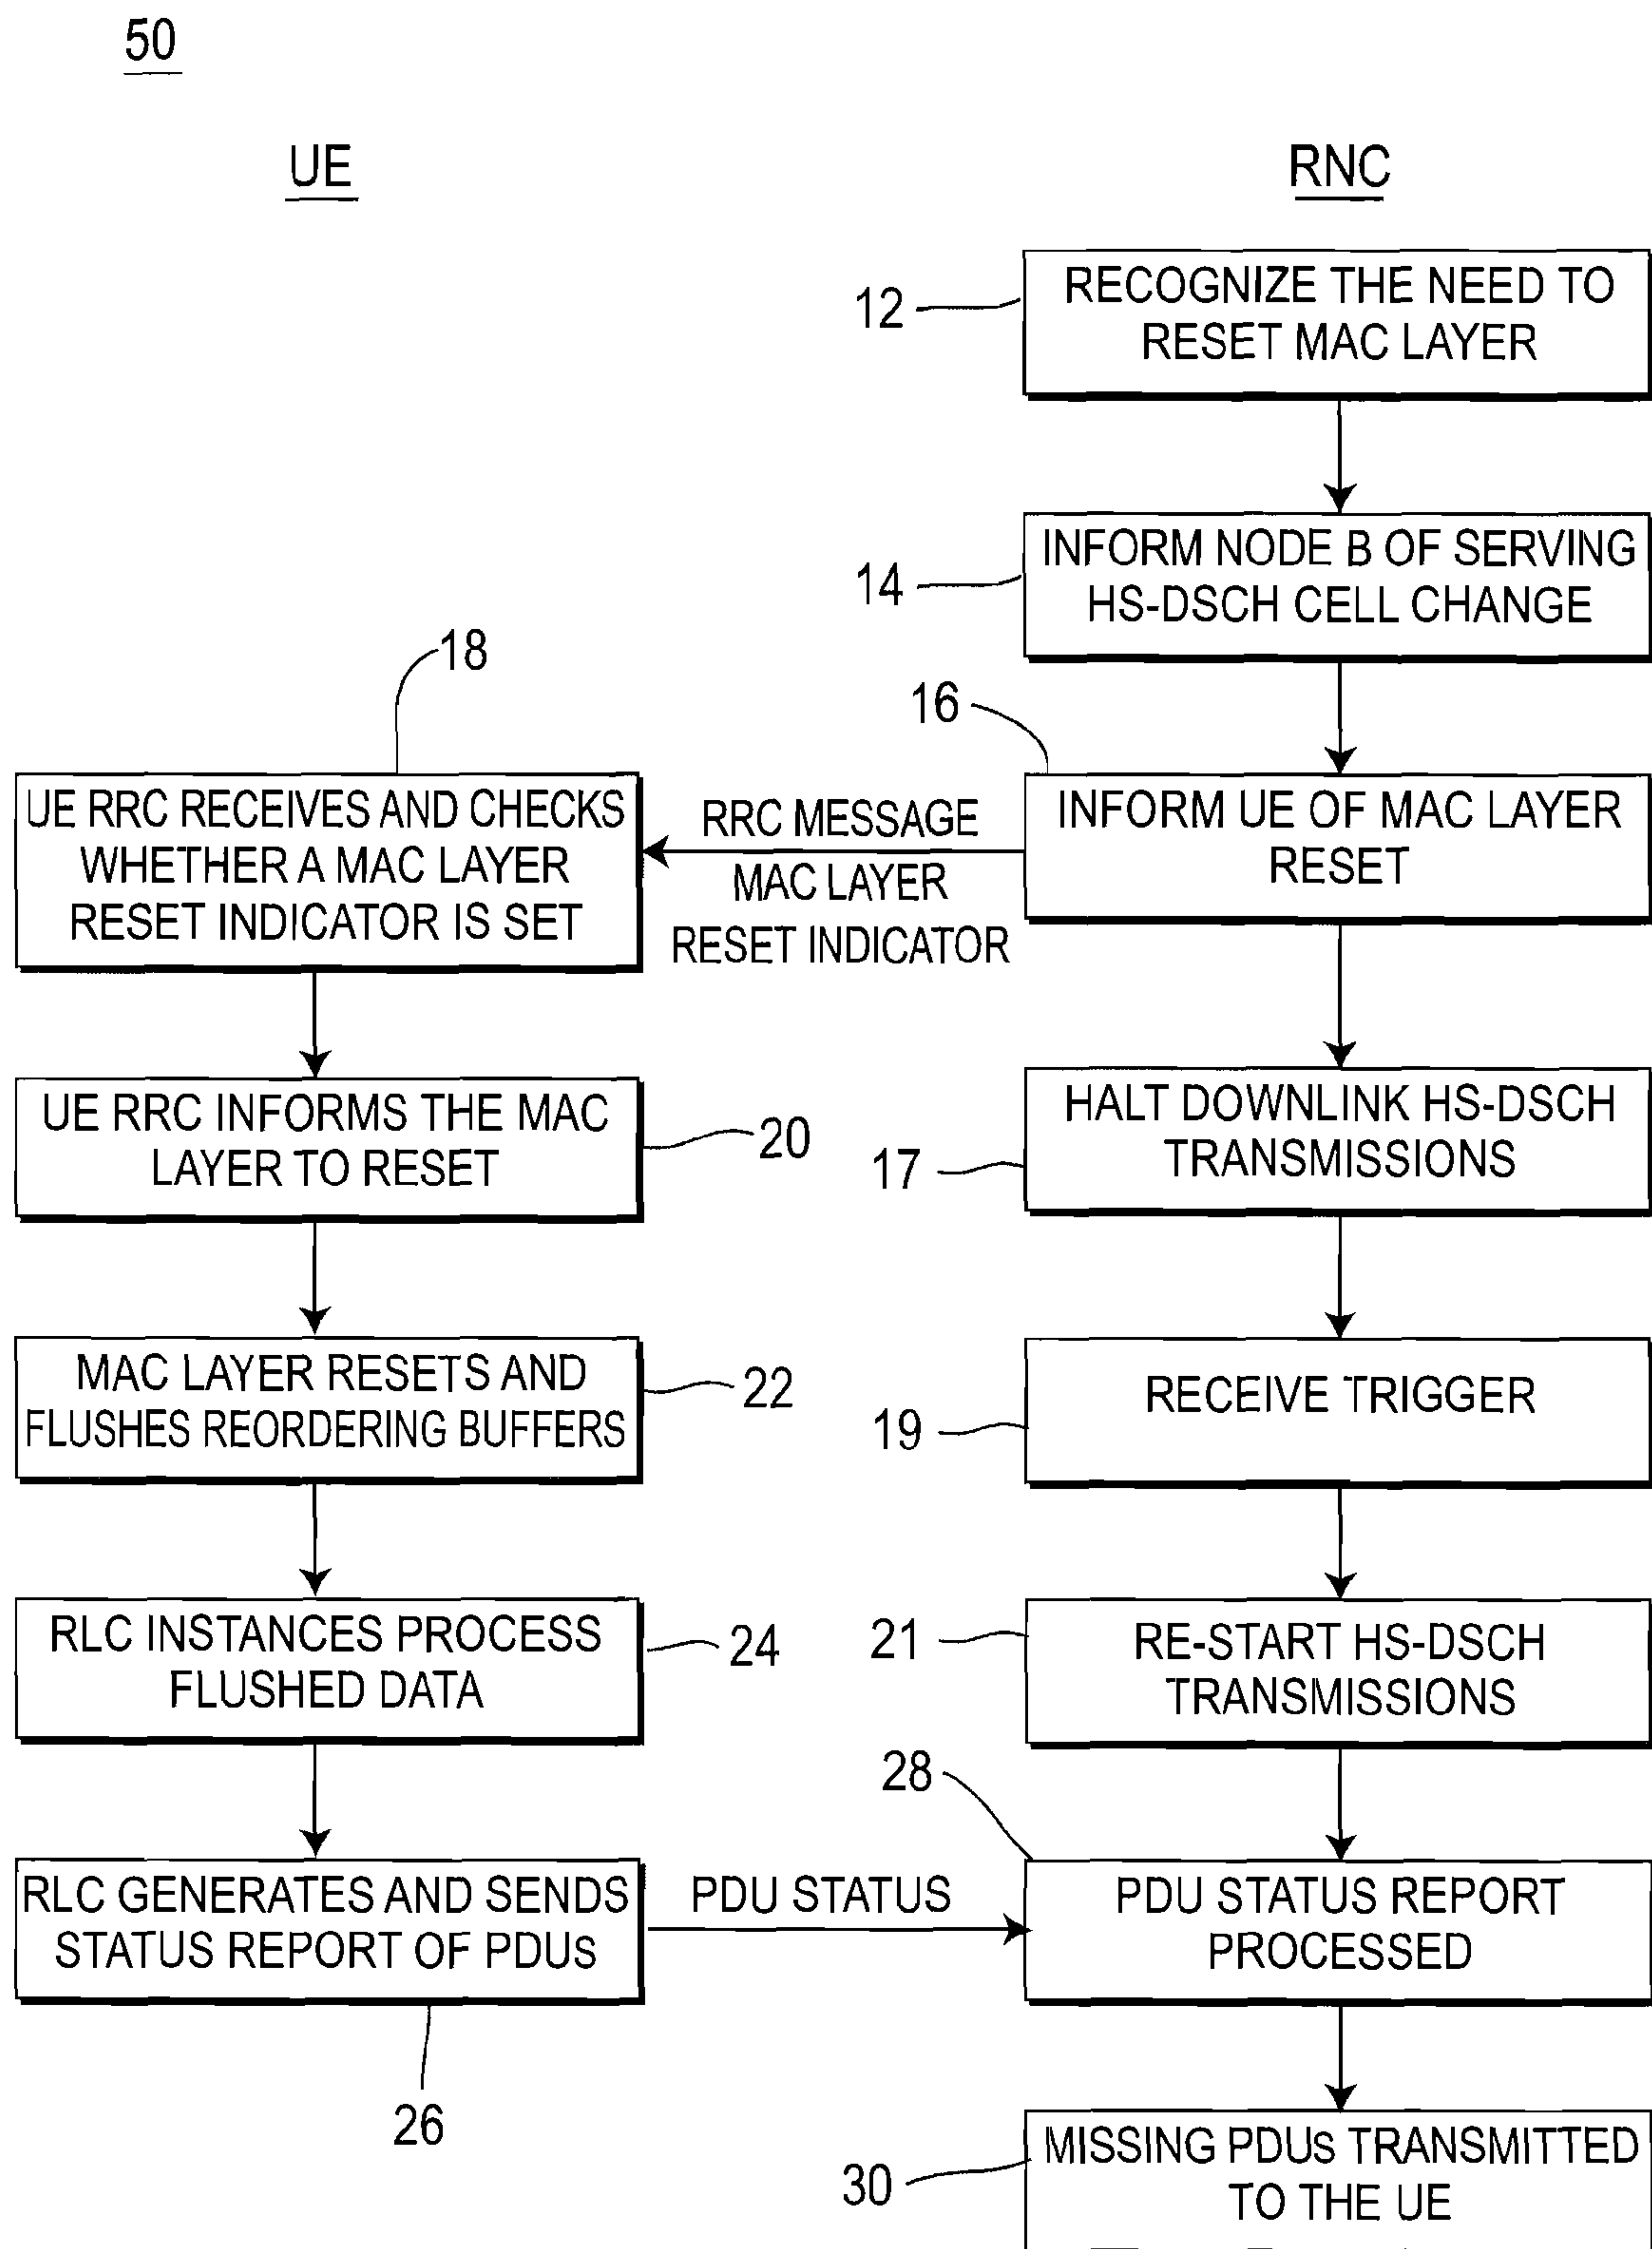 50
UE
RNC
12
RECOGNIZE THE NEED TO
RESET MAC LAYER
14
INFORM NODE B OF SERVING
HS-DSCH CELL CHANGE
18
16
UE RRC RECEIVES AND CHECKS
WHETHER A MAC LAYER
RESET INDICATOR IS SET
RRC MESSAGE
MAC LAYER
RESET INDICATOR
INFORM UE OF MAC LAYER
RESET
UE RRC INFORMS THE MAC
LAYER TO RESET
20
17
HALT DOWNLINK HS-DSCH
TRANSMISSIONS
MAC LAYER RESETS AND
FLUSHES REORDERING BUFFERS
22
19
RECEIVE TRIGGER
RLC INSTANCES PROCESS
FLUSHED DATA
24
21
RE-START HS-DSCH
TRANSMISSIONS
28
RLC GENERATES AND SENDS
STATUS REPORT OF PDUs
PDU STATUS
PDU STATUS REPORT
PROCESSED
26
30
MISSING PDUs TRANSMITTED
TO THE UE